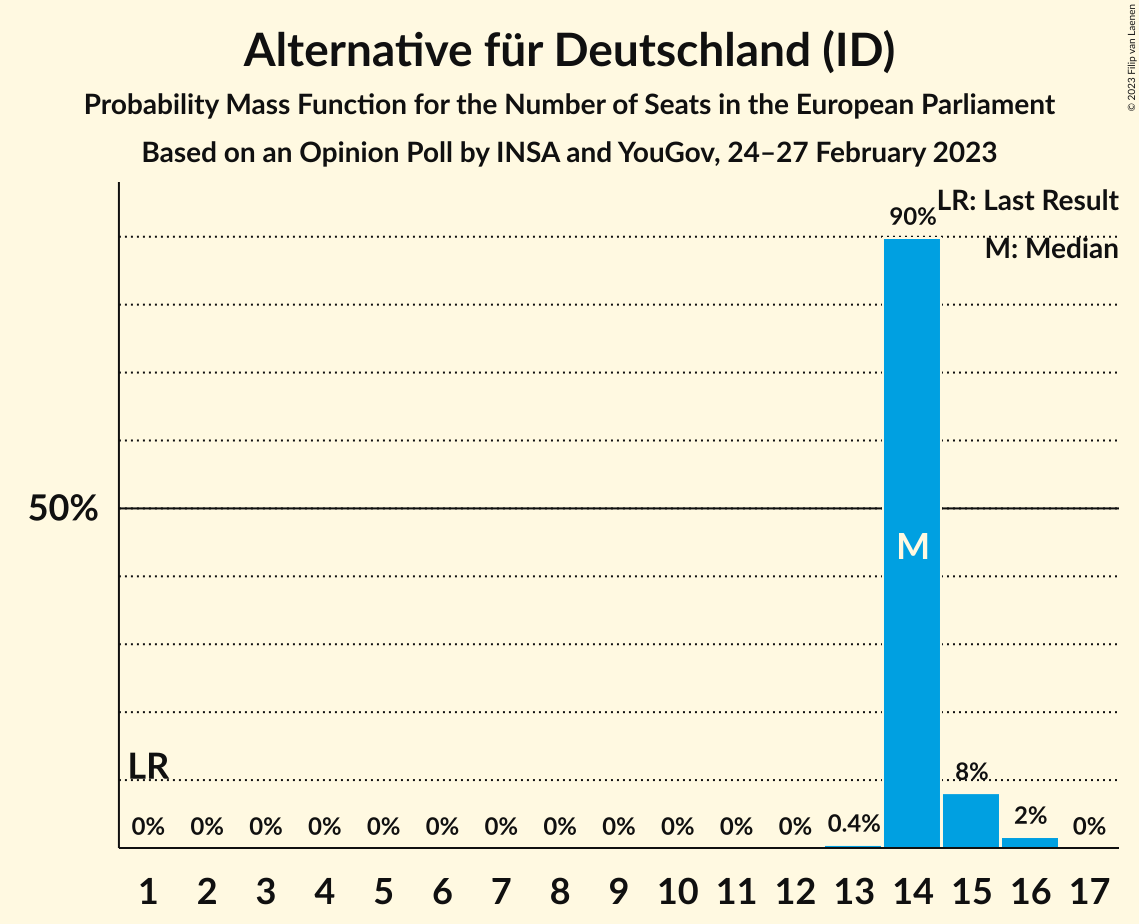 Alternative für Deutschland (ID)
Probability Mass Function for the Number of Seats in the European Parliament
Based on an Opinion Poll by INSA and YouGov, 24–27 February 2023
© 2023 Filip van Laenen
LR: Last Result
M: Median
90%
50%
M
LR
8%
0% 0% 0% 0% 0% 0% 0% 0% 0% 0% 0% 0% 0.4% 2% 0%
1 2 3 4 5 6 7 8 9 10 11 12 13 14 15 16 17